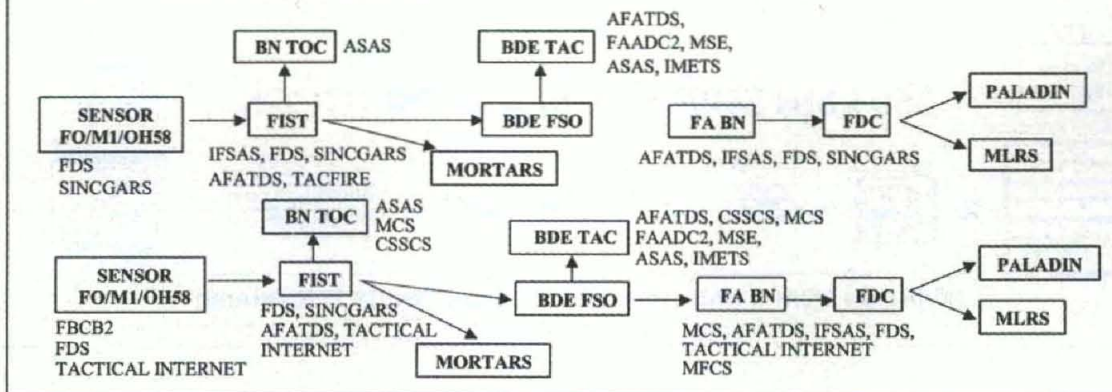 AFATDS,
FAADC2, MSE,
ASAS, IMETS
BN TOC ASAS
BDE TAC
SENSOR
FO/M1/OH58
FIST
BDE FSO
FA BN
FDC
PALADIN
MLRS
MORTARS
FDS
SINCGARS
IFSAS, FDS, SINCGARS
AFATDS, TACFIRE
AFATDS, IFSAS, FDS, SINCGARS
BN TOC
ASAS
MCS
CSSCS
BDE TAC
AFATDS, CSSCS, MCS
FAADC2, MSE,
ASAS, IMETS
SENSOR
FO/M1/OH58
FIST
BDE FSO
FA BN
FDC
PALADIN
MLRS
MORTARS
FBCB2
FDS
TACTICAL INTERNET
FDS, SINCGARS
AFATDS, TACTICAL
INTERNET
MCS, AFATDS, IFSAS, FDS,
TACTICAL INTERNET
MFCS